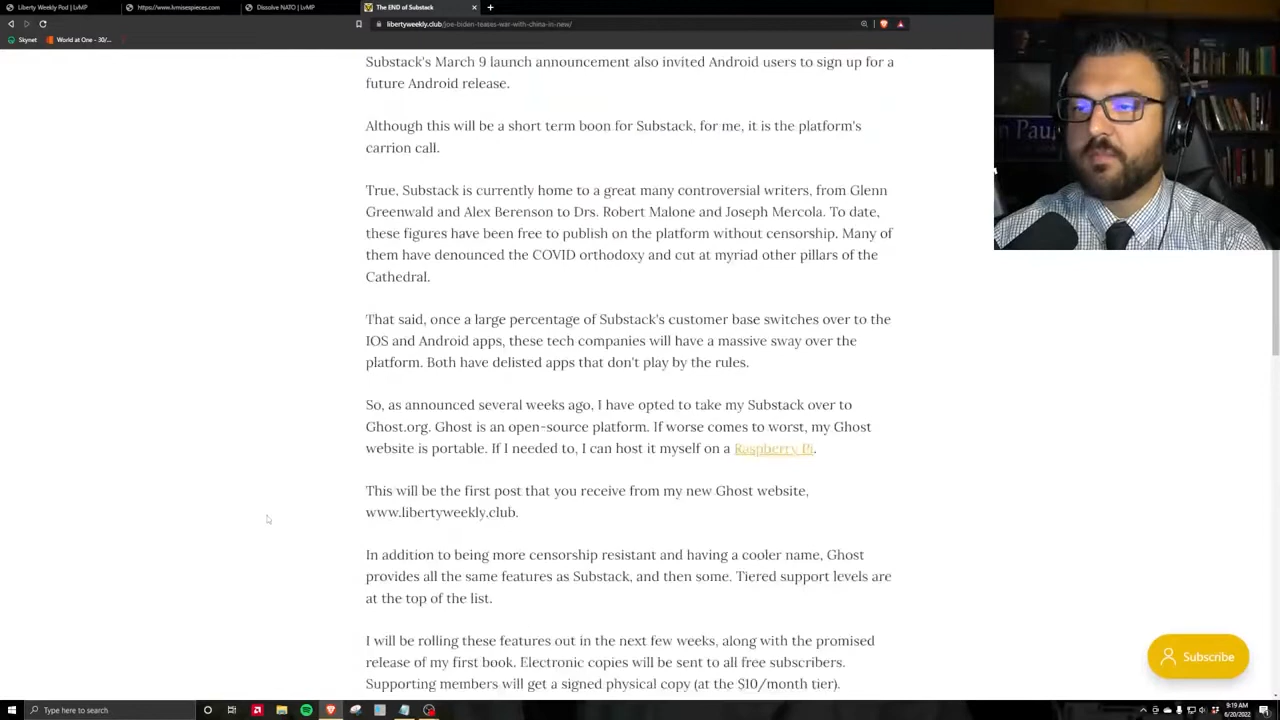 Liberty Weekly Pod | LvMP
https://www.lvmisespieces.com
Dissolve NATO | LvMP
The END of Substack
libertyweekly.club/joe-biden-teases-war-with-china-in-new/
Skynet
World at One - 30/...
Substack's March 9 launch announcement also invited Android users to sign up for a
future Android release.
Although this will be a short term boon for Substack, for me, it is the platform's
carrion call.
True, Substack is currently home to a great many controversial writers, from Glenn
Greenwald and Alex Berenson to Drs. Robert Malone and Joseph Mercola. To date,
these figures have been free to publish on the platform without censorship. Many of
them have denounced the COVID orthodoxy and cut at myriad other pillars of the
Cathedral.
That said, once a large percentage of Substack's customer base switches over to the
IOS and Android apps, these tech companies will have a massive sway over the
platform. Both have delisted apps that don't play by the rules.
So, as announced several weeks ago, I have opted to take my Substack over to
Ghost.org. Ghost is an open-source platform. If worse comes to worst, my Ghost
website is portable. If I needed to, I can host it myself on a Raspberry Pi.
This will be the first post that you receive from my new Ghost website,
www.libertyweekly.club.
In addition to being more censorship resistant and having a cooler name, Ghost
provides all the same features as Substack, and then some. Tiered support levels are
at the top of the list.
I will be rolling these features out in the next few weeks, along with the promised
release of my first book. Electronic copies will be sent to all free subscribers.
Supporting members will get a signed physical copy (at the $10/month tier).
Subscribe
Type here to search
9:19 AM
6/20/2022